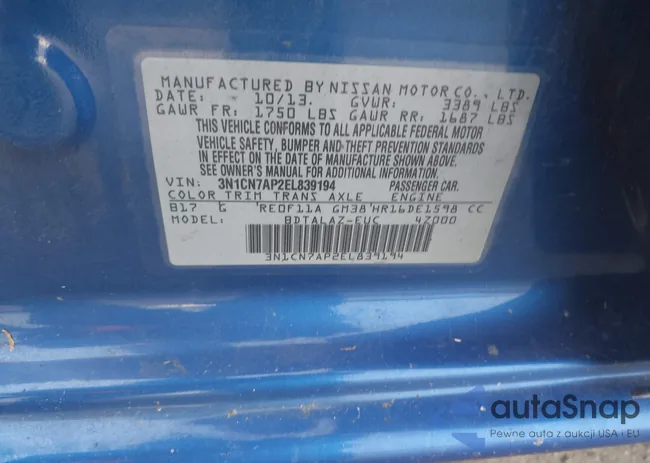 MANUFACTURED BY NISSAN MOTOR CO., LTD.
DATE: 10/13. GVWR: 3389 LBS
GAWR FR: 1750 LBS GAWR RR: 1687 LBS
THIS VEHICLE CONFORMS TO ALL APPLICABLE FEDERAL MOTOR
VEHICLE SAFETY, BUMPER AND THEFT PREVENTION STANDARDS
IN EFFECT ON THE DATE OF MANUFACTURE SHOWN ABOVE.
SEE OWNER'S MANUAL FOR ADDITIONAL INFORMATION.
VIN: 3N1CN7AP2EL839194 PASSENGER CAR.
COLOR TRIM TRANS AXLE ENGINE
B17 G RE0F11A GM38 HR16DE1598 CC
MODEL: BDTALAZ-EUC 4Z000
3N1CN7AP2EL839194
autaSnap
Pewne auta z aukcji USA i EU